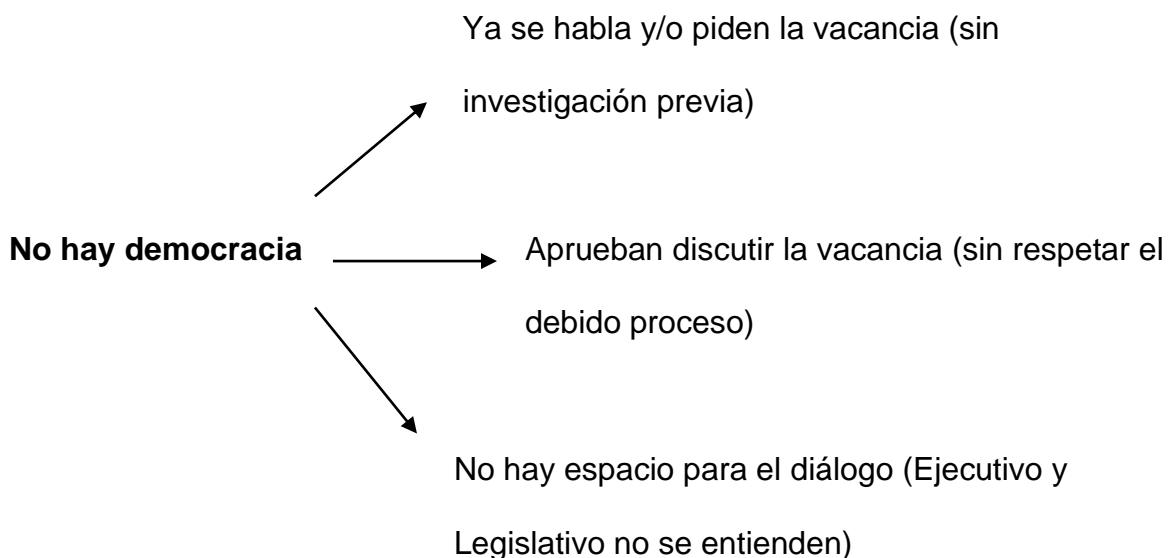 Ya se habla y/o piden la vacancia (sin
investigación previa)
No hay democracia
Aprueban discutir la vacancia (sin respetar el
debido proceso)
No hay espacio para el diálogo (Ejecutivo y
Legislativo no se entienden)